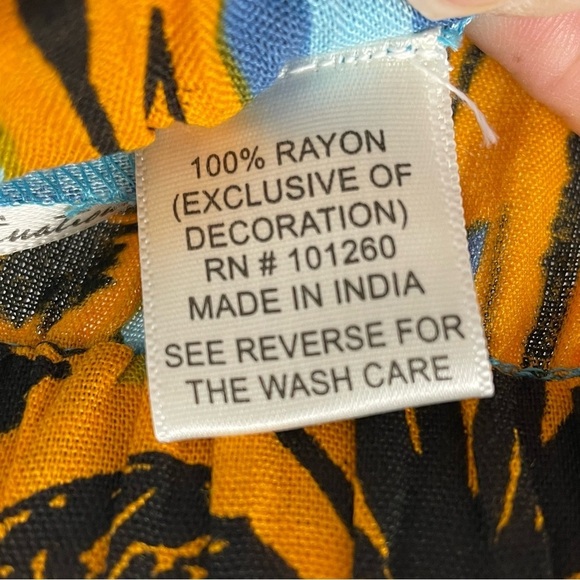 100% RAYON
(EXCLUSIVE OF
DECORATION)
RN # 101260
MADE IN INDIA
SEE REVERSE FOR
THE WASH CARE